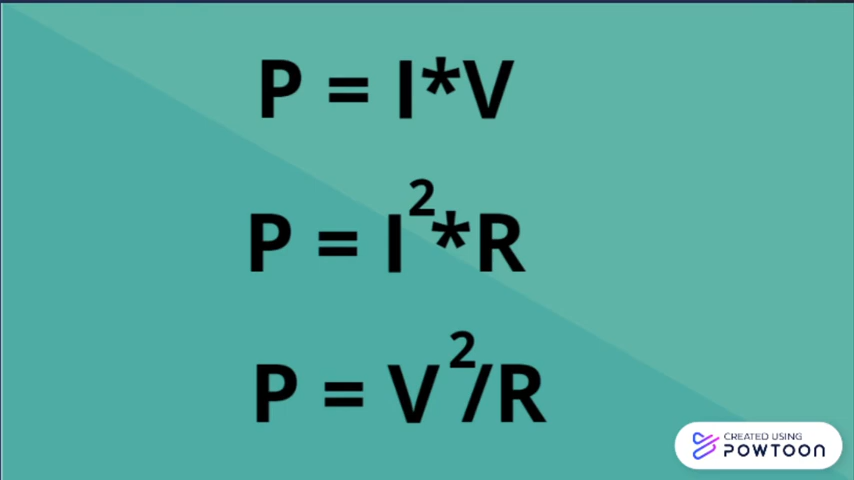 P = I*V
P = I²*R
P = V²/R
CREATED USING
POWTOON